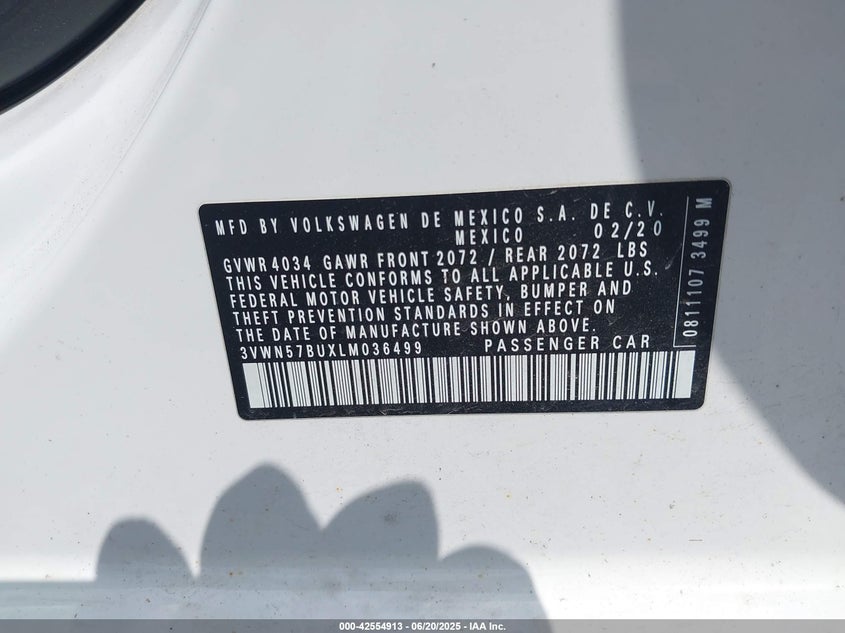 MFD BY VOLKSWAGEN DE MEXICO S.A. DE C.V.
MEXICO 02/20
GVWR 4034 GAWR FRONT 2072 / REAR 2072 LBS
THIS VEHICLE CONFORMS TO ALL APPLICABLE U.S.
FEDERAL MOTOR VEHICLE SAFETY, BUMPER AND
THEFT PREVENTION STANDARDS IN EFFECT ON
THE DATE OF MANUFACTURE SHOWN ABOVE.
3VWN57BUXLM036499 PASSENGER CAR
0811107 3499 M
000-42554913 - 06/20/2025 - IAA Inc.